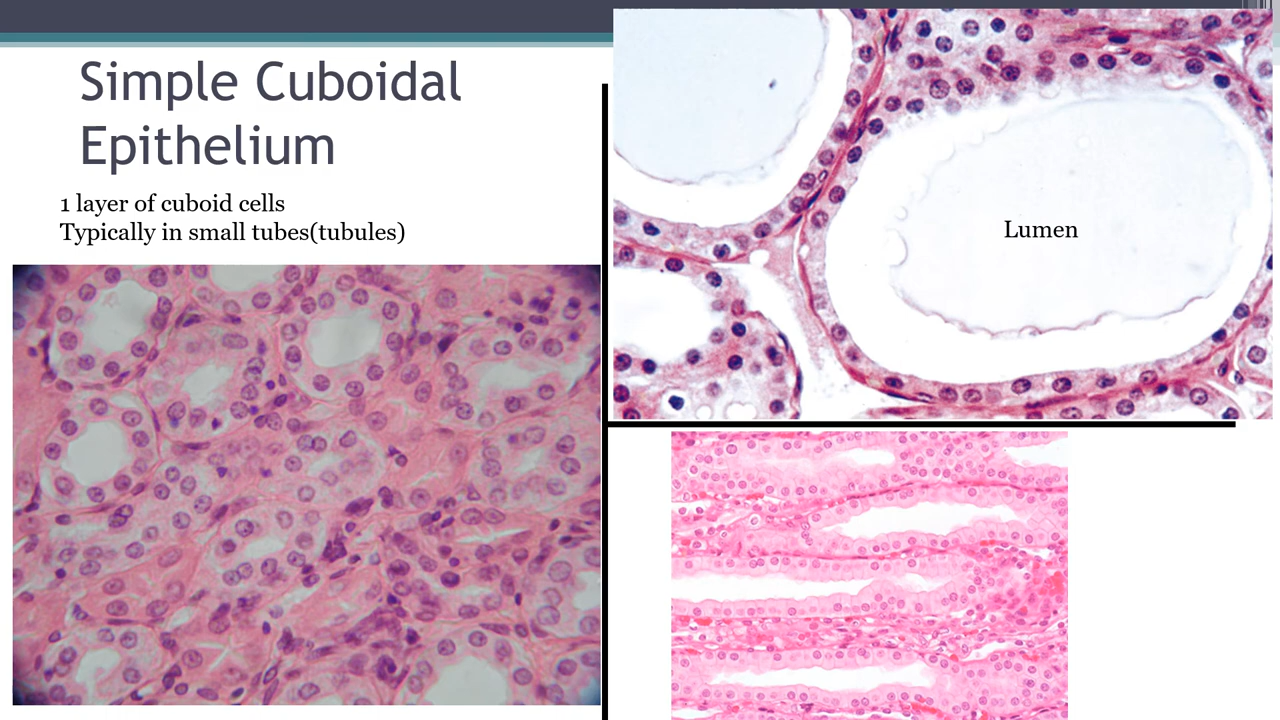 Simple Cuboidal
Epithelium
1 layer of cuboid cells
Typically in small tubes(tubules)
Lumen